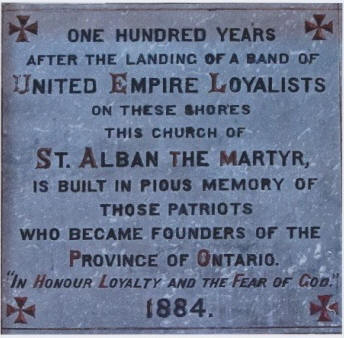 ONE HUNDRED YEARS
AFTER THE LANDING OF A BAND OF
UNITED EMPIRE LOYALISTS
ON THESE SHORES
THIS CHURCH OF
ST. ALBAN THE MARTYR,
IS BUILT IN PIOUS MEMORY OF
THOSE PATRIOTS
WHO BECAME FOUNDERS OF THE
PROVINCE OF ONTARIO.
"IN HONOUR LOYALTY AND THE FEAR OF GOD."
1884.